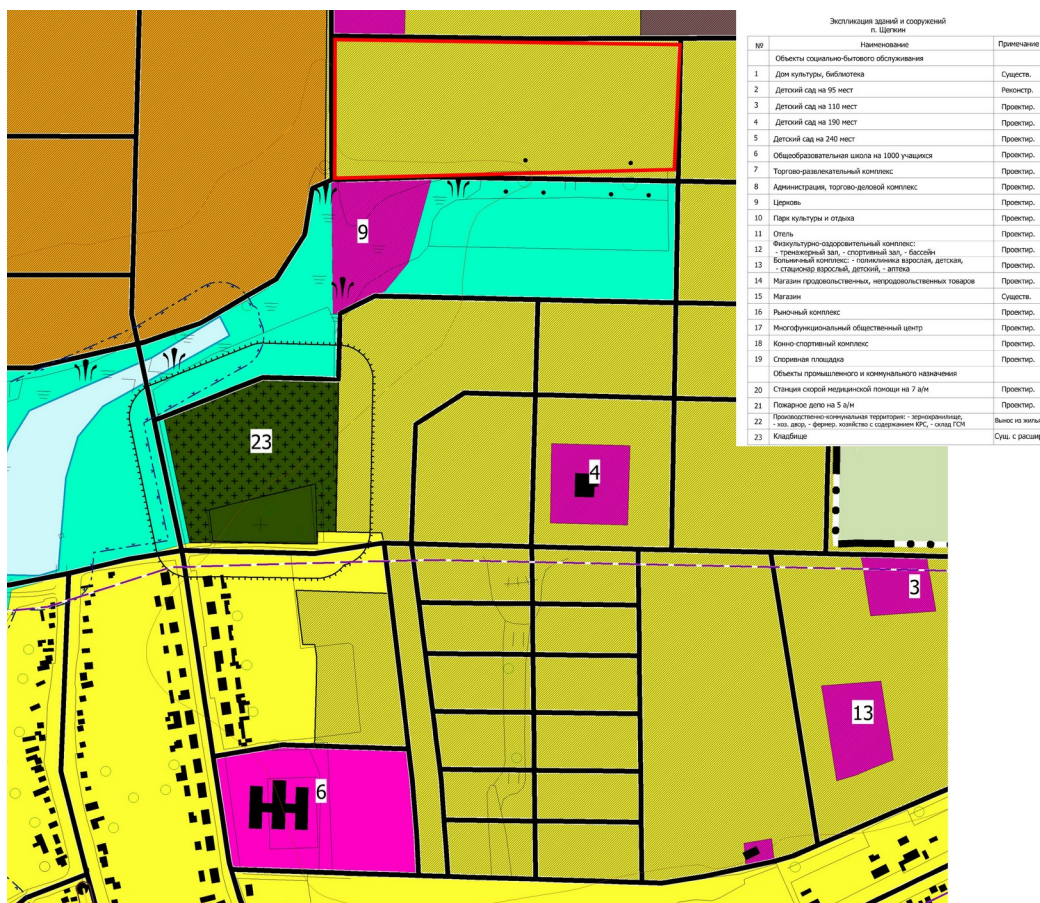 Экспликация зданий и сооружений
п. Щепкин
№ Наименование Примечание
Объекты социально-бытового обслуживания
1 Дом культуры, библиотека Существ.
2 Детский сад на 95 мест Реконстр.
3 Детский сад на 110 мест Проектир.
4 Детский сад на 190 мест Проектир.
5 Детский сад на 240 мест Проектир.
6 Общеобразовательная школа на 1000 учащихся Проектир.
7 Торгово-развлекательный комплекс Проектир.
8 Администрация, торгово-деловой комплекс Проектир.
9 Церковь Проектир.
10 Парк культуры и отдыха Проектир.
11 Отель Проектир.
12 Физкультурно-оздоровительный комплекс:
- тренажерный зал, - спортивный зал, - бассейн Проектир.
13 Больничный комплекс: - поликлиника взрослая, детская,
- стационар взрослый, детский, - аптека Проектир.
14 Магазин продовольственных, непродовольственных товаров Проектир.
15 Магазин Существ.
16 Рыночный комплекс Проектир.
17 Многофункциональный общественный центр Проектир.
18 Конно-спортивный комплекс Проектир.
19 Споривная площадка Проектир.
Объекты промышленного и коммунального назначения
20 Станция скорой медицинской помощи на 7 а/м Проектир.
21 Пожарное депо на 5 а/м Проектир.
22 Производственно-коммунальная территория: - зернохранилище,
- хоз. двор, - фермер. хозяйство с содержанием КРС, - склад ГСМ Вынос из жилья
23 Кладбище Сущ. с расшир
9
23
4
3
13
6